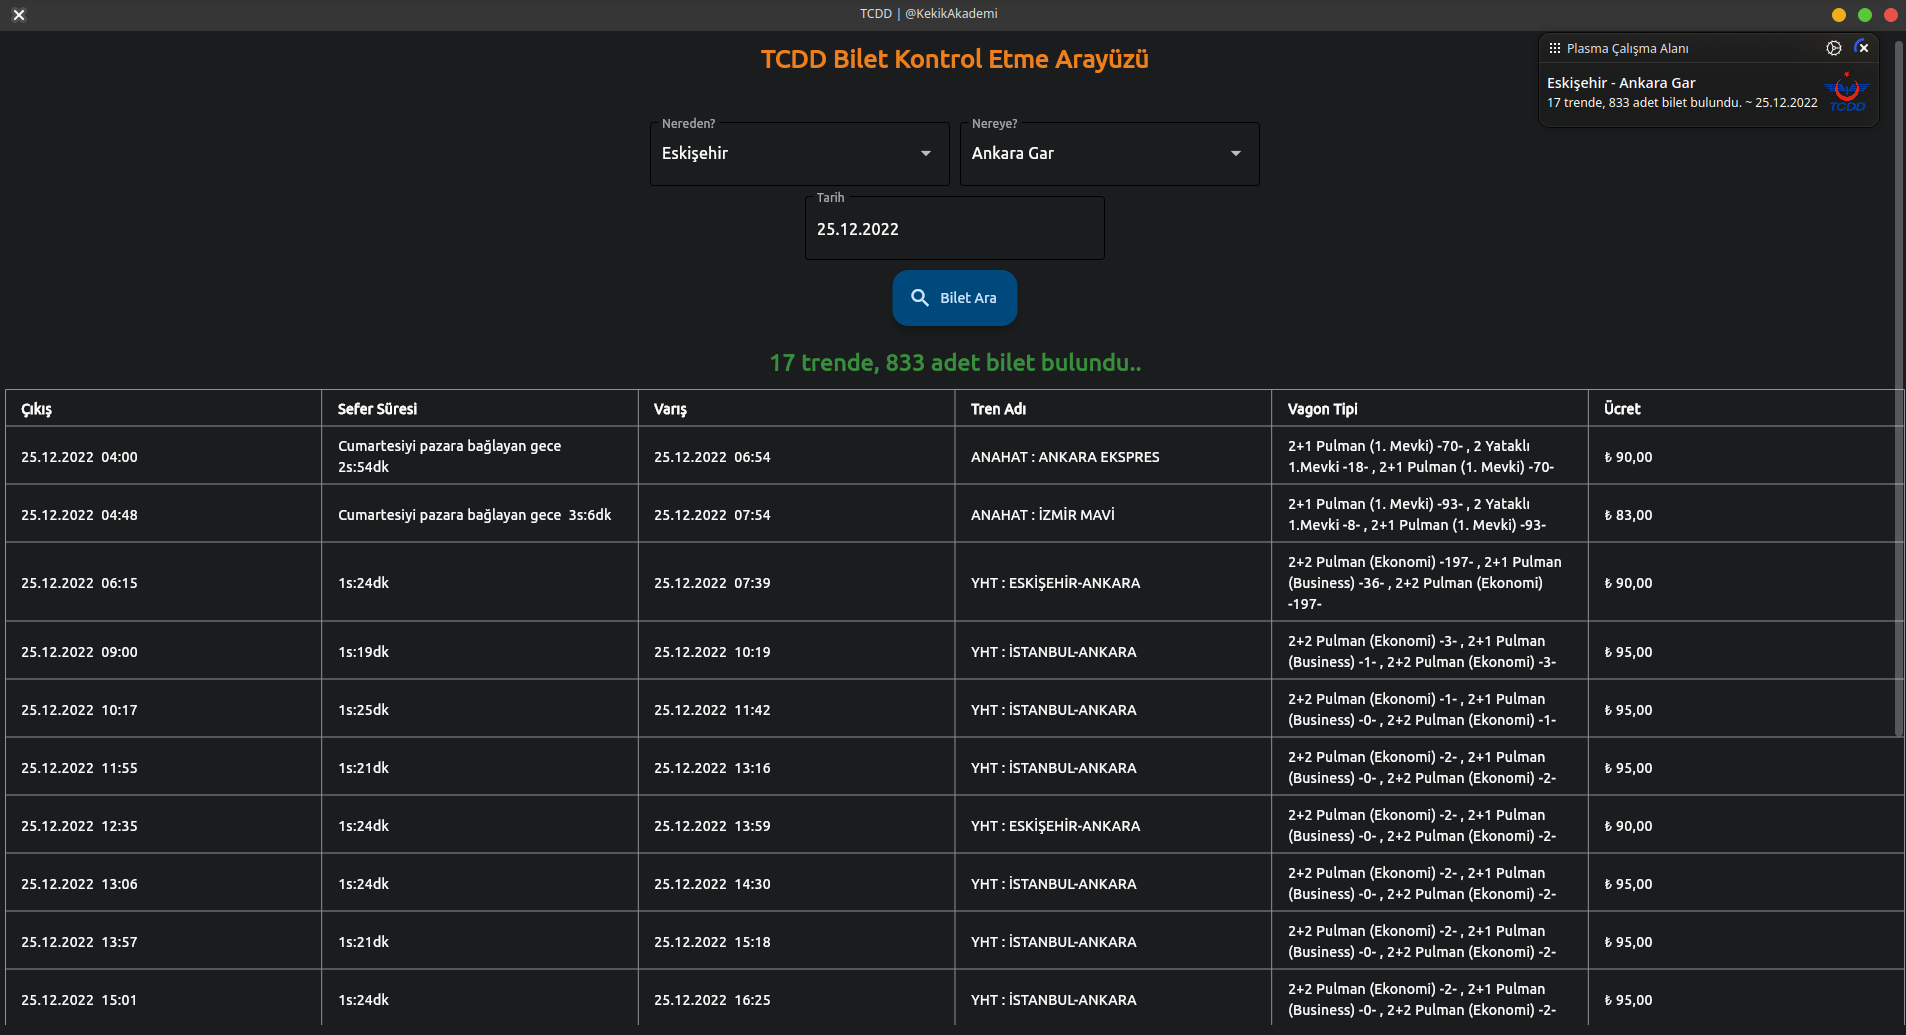 TCDD | @KekikAkademi
TCDD Bilet Kontrol Etme Arayüzü
Plasma Çalışma Alanı
Eskişehir - Ankara Gar
17 trende, 833 adet bilet bulundu. ~ 25.12.2022
TCDD
Nereden?
Eskişehir
Nereye?
Ankara Gar
Tarih
25.12.2022
Bilet Ara
17 trende, 833 adet bilet bulundu..
Çıkış Sefer Süresi Varış Tren Adı Vagon Tipi Ücret
25.12.2022 04:00
Cumartesiyi pazara bağlayan gece
2s:54dk
25.12.2022 06:54
ANAHAT : ANKARA EKSPRES
2+1 Pulman (1. Mevki) -70- , 2 Yataklı
1.Mevki -18- , 2+1 Pulman (1. Mevki) -70-
₺ 90,00
25.12.2022 04:48
Cumartesiyi pazara bağlayan gece 3s:6dk
25.12.2022 07:54
ANAHAT : İZMİR MAVİ
2+1 Pulman (1. Mevki) -93- , 2 Yataklı
1.Mevki -8- , 2+1 Pulman (1. Mevki) -93-
₺ 83,00
25.12.2022 06:15
1s:24dk
25.12.2022 07:39
YHT : ESKİŞEHİR-ANKARA
2+2 Pulman (Ekonomi) -197- , 2+1 Pulman
(Business) -36- , 2+2 Pulman (Ekonomi)
-197-
₺ 90,00
25.12.2022 09:00
1s:19dk
25.12.2022 10:19
YHT : İSTANBUL-ANKARA
2+2 Pulman (Ekonomi) -3- , 2+1 Pulman
(Business) -1- , 2+2 Pulman (Ekonomi) -3-
₺ 95,00
25.12.2022 10:17
1s:25dk
25.12.2022 11:42
YHT : İSTANBUL-ANKARA
2+2 Pulman (Ekonomi) -1- , 2+1 Pulman
(Business) -0- , 2+2 Pulman (Ekonomi) -1-
₺ 95,00
25.12.2022 11:55
1s:21dk
25.12.2022 13:16
YHT : İSTANBUL-ANKARA
2+2 Pulman (Ekonomi) -2- , 2+1 Pulman
(Business) -0- , 2+2 Pulman (Ekonomi) -2-
₺ 95,00
25.12.2022 12:35
1s:24dk
25.12.2022 13:59
YHT : ESKİŞEHİR-ANKARA
2+2 Pulman (Ekonomi) -2- , 2+1 Pulman
(Business) -0- , 2+2 Pulman (Ekonomi) -2-
₺ 90,00
25.12.2022 13:06
1s:24dk
25.12.2022 14:30
YHT : İSTANBUL-ANKARA
2+2 Pulman (Ekonomi) -2- , 2+1 Pulman
(Business) -0- , 2+2 Pulman (Ekonomi) -2-
₺ 95,00
25.12.2022 13:57
1s:21dk
25.12.2022 15:18
YHT : İSTANBUL-ANKARA
2+2 Pulman (Ekonomi) -2- , 2+1 Pulman
(Business) -0- , 2+2 Pulman (Ekonomi) -2-
₺ 95,00
25.12.2022 15:01
1s:24dk
25.12.2022 16:25
YHT : İSTANBUL-ANKARA
2+2 Pulman (Ekonomi) -2- , 2+1 Pulman
(Business) -0- , 2+2 Pulman (Ekonomi) -2-
₺ 95,00